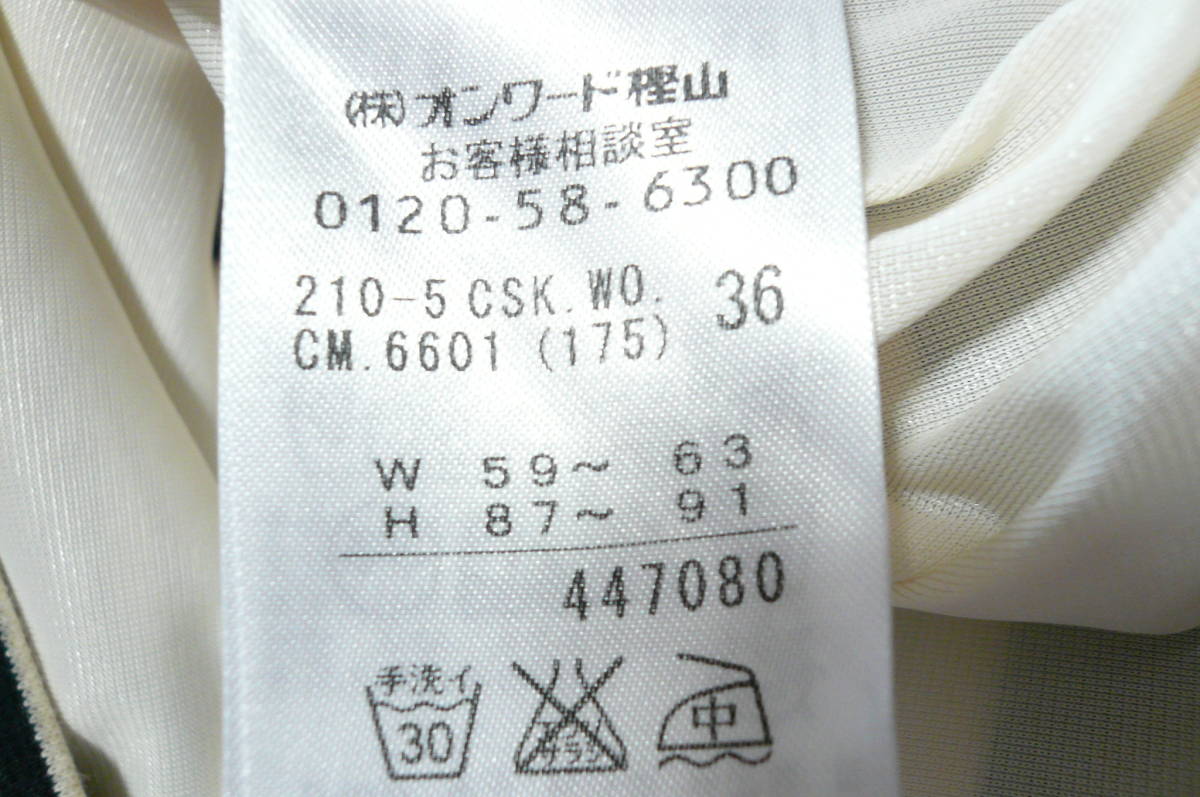 (株)オンワード樫山
お客様相談室
0120-58-6300
210-5 CSK.WO. 36
CM.6601 (175)
W 59～ 63
H 87～ 91
447080
手洗イ
30
中